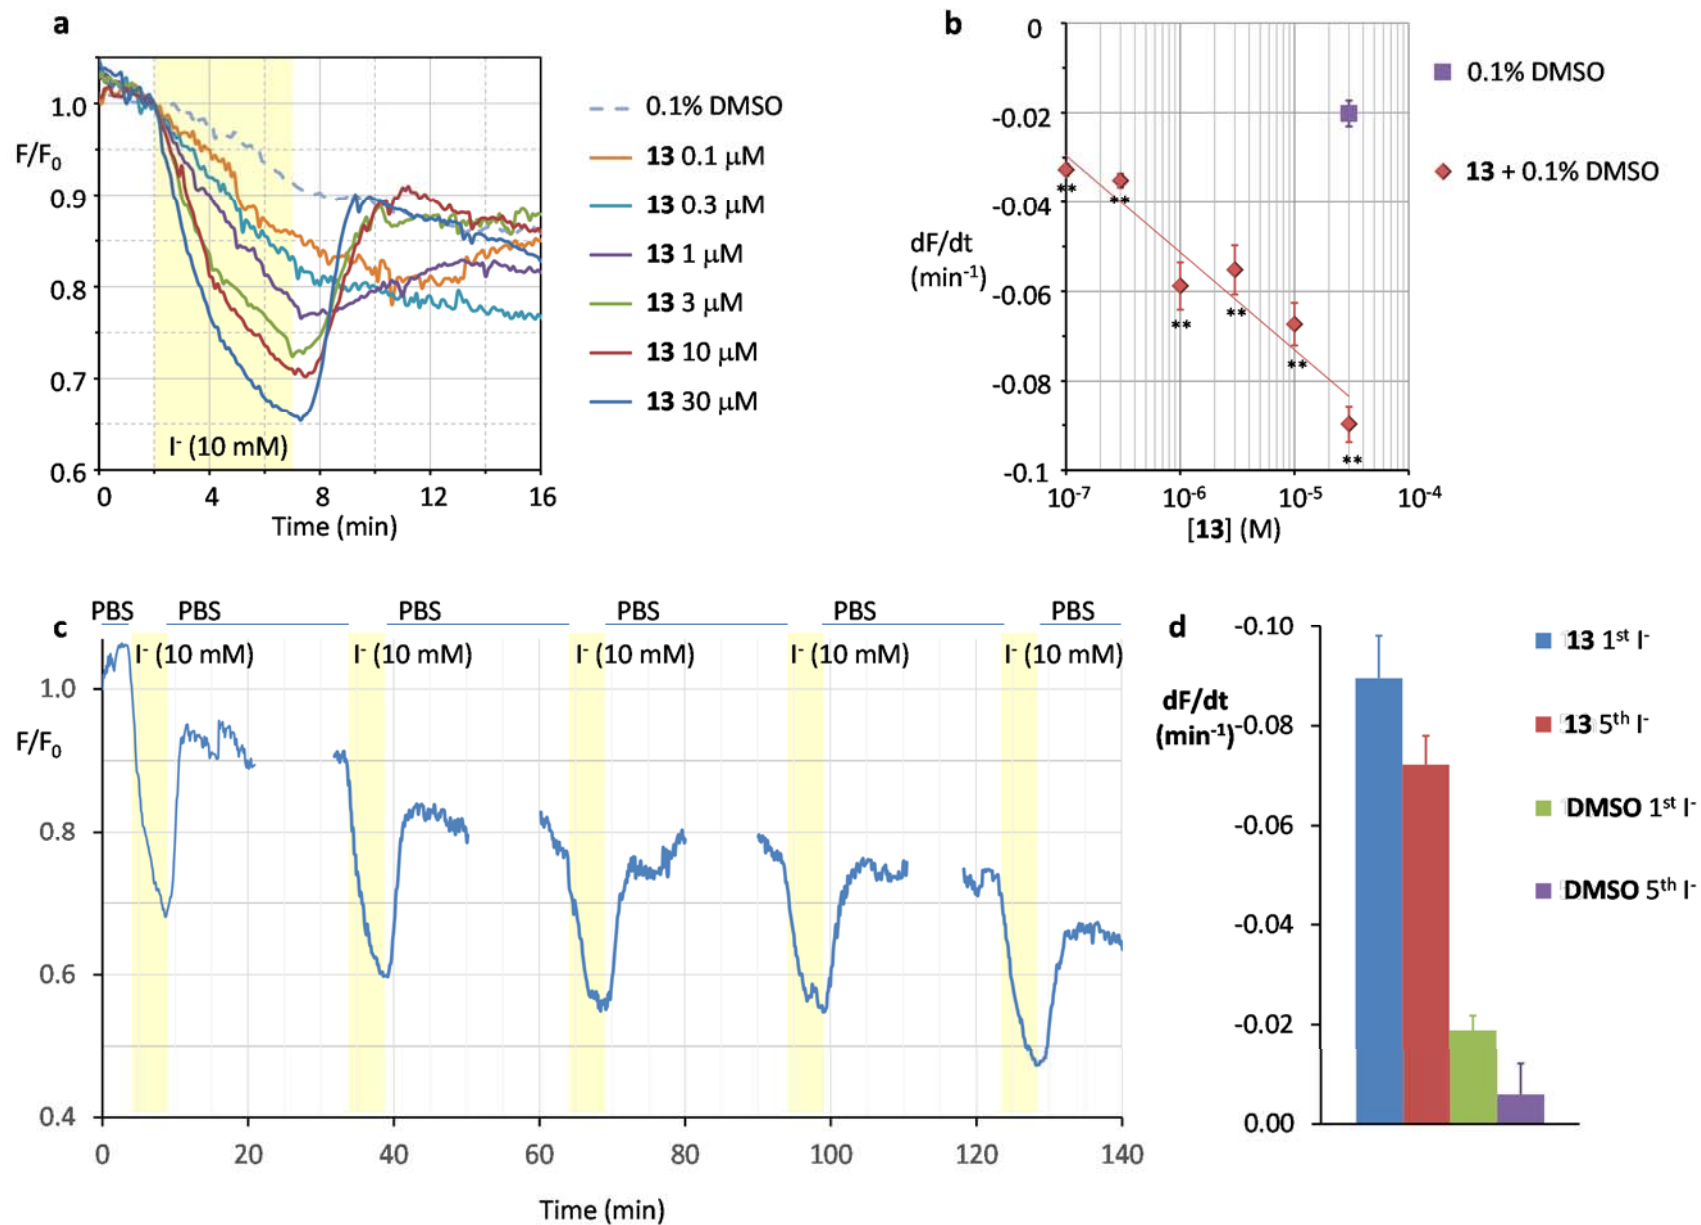 a
1.0
F/F0
0.9
0.8
0.7
0.6
I- (10 mM)
0 4 8 12 16
Time (min)
0.1% DMSO
13 0.1 μM
13 0.3 μM
13 1 μM
13 3 μM
13 10 μM
13 30 μM
b
0
-0.02
-0.04
dF/dt
(min-1)
-0.06
-0.08
-0.1
** ** ** ** ** **
10-7 10-6 10-5 10-4
[13] (M)
0.1% DMSO
13 + 0.1% DMSO
PBS PBS PBS PBS PBS PBS
c
I- (10 mM) I- (10 mM) I- (10 mM) I- (10 mM) I- (10 mM)
1.0
F/F0
0.8
0.6
0.4
0 20 40 60 80 100 120 140
Time (min)
d
-0.10
dF/dt
(min-1)
-0.08
-0.06
-0.04
-0.02
0.00
13 1st I-
13 5th I-
DMSO 1st I-
DMSO 5th I-